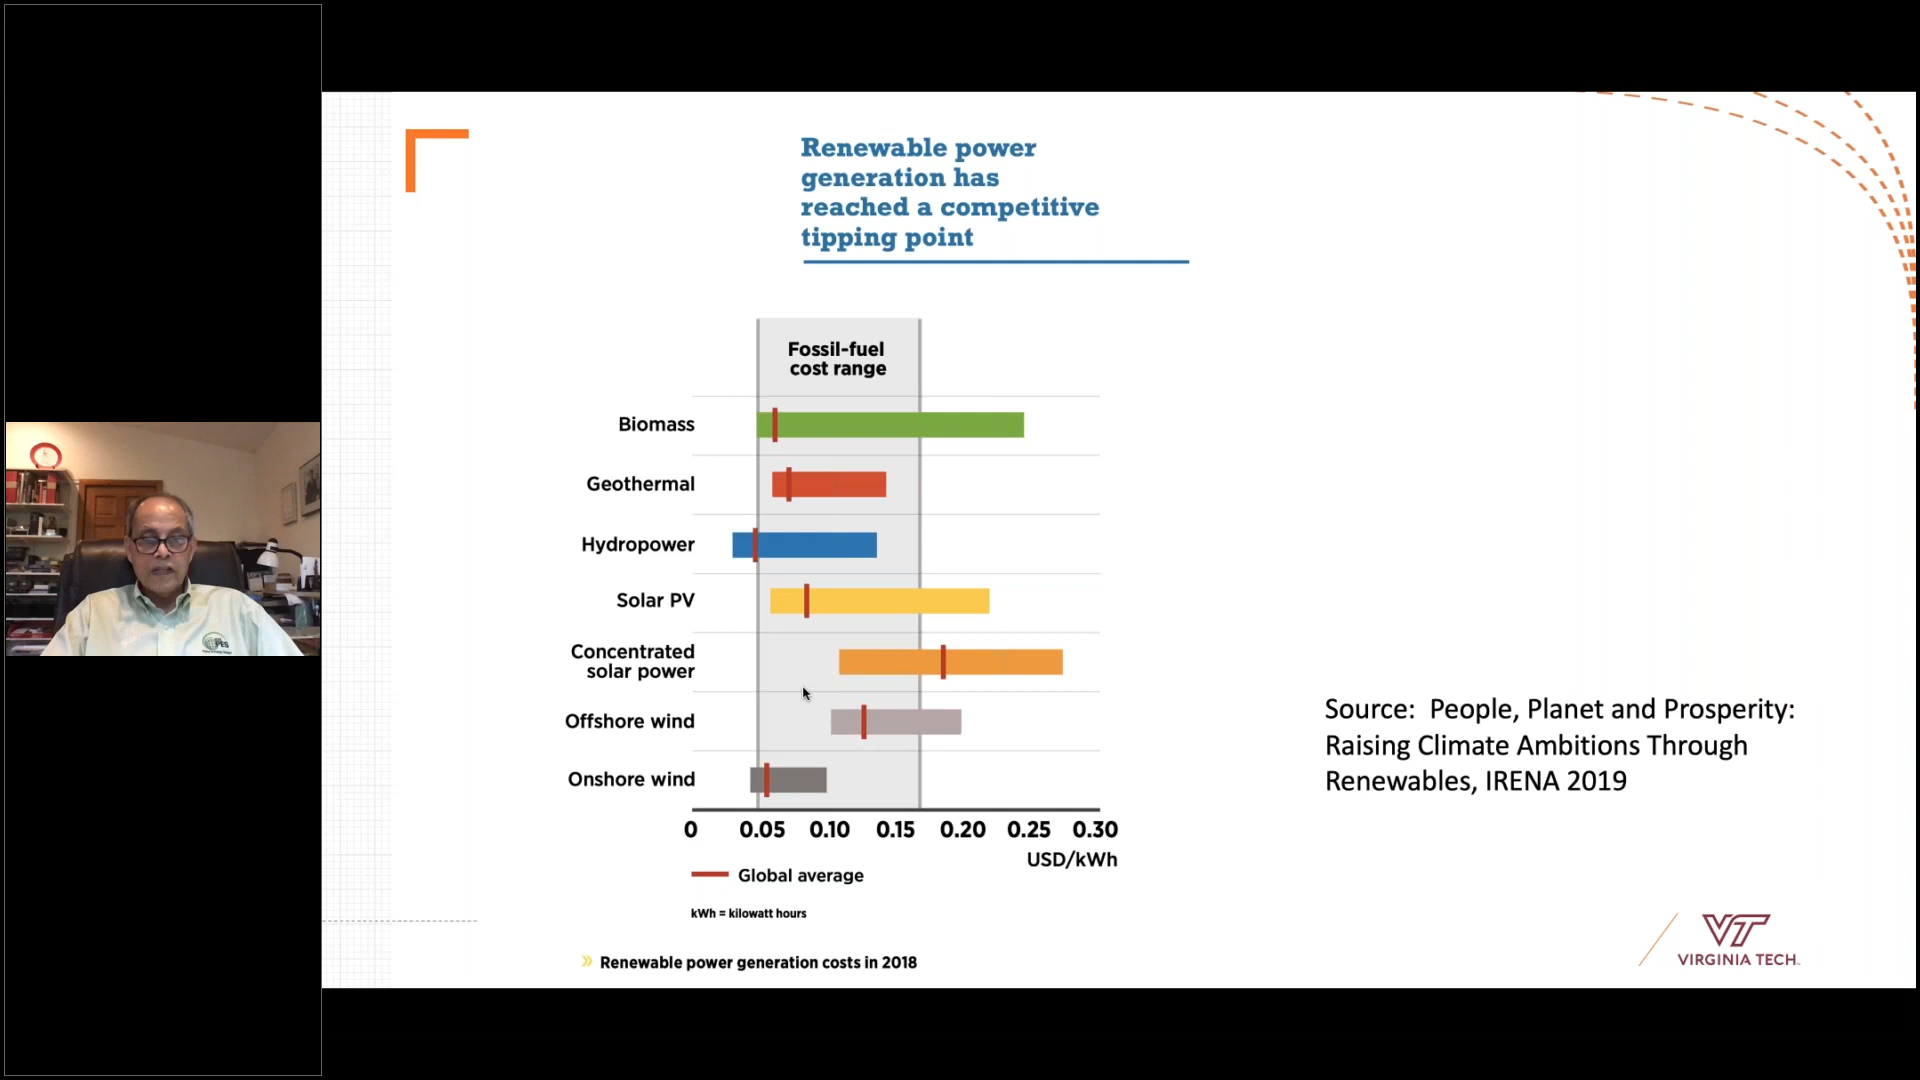 Renewable power
generation has
reached a competitive
tipping point
Fossil-fuel
cost range
Biomass
Geothermal
Hydropower
Solar PV
Concentrated
solar power
Offshore wind
Onshore wind
0 0.05 0.10 0.15 0.20 0.25 0.30
USD/kWh
Global average
kWh = kilowatt hours
» Renewable power generation costs in 2018
Source: People, Planet and Prosperity:
Raising Climate Ambitions Through
Renewables, IRENA 2019
VT
VIRGINIA TECH
PES